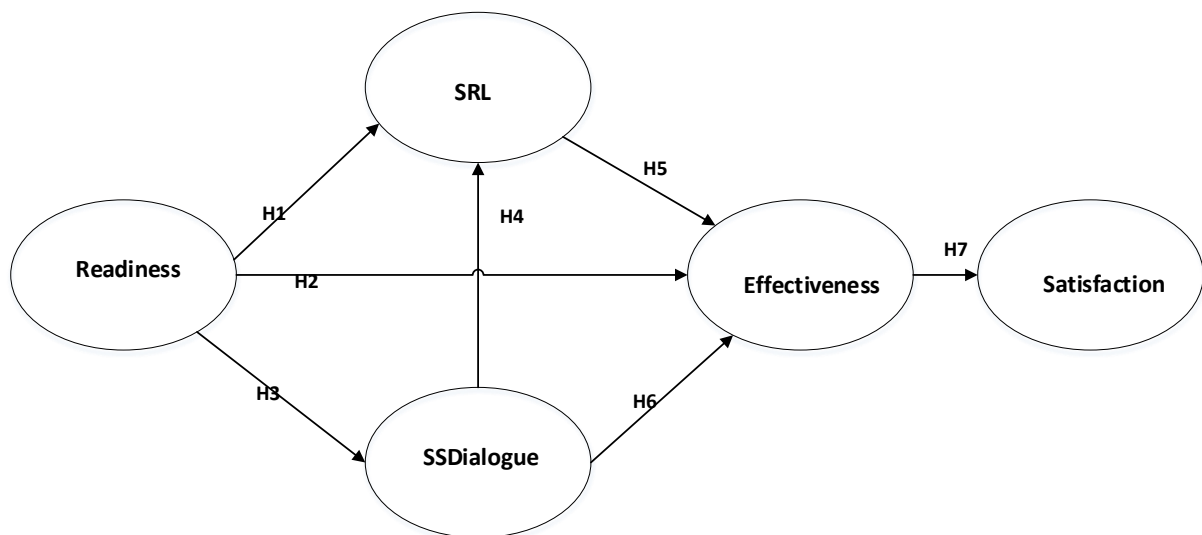 SRL
H5
H1
H4
H7
Readiness
H2
Effectiveness
Satisfaction
H3
H6
SSDialogue